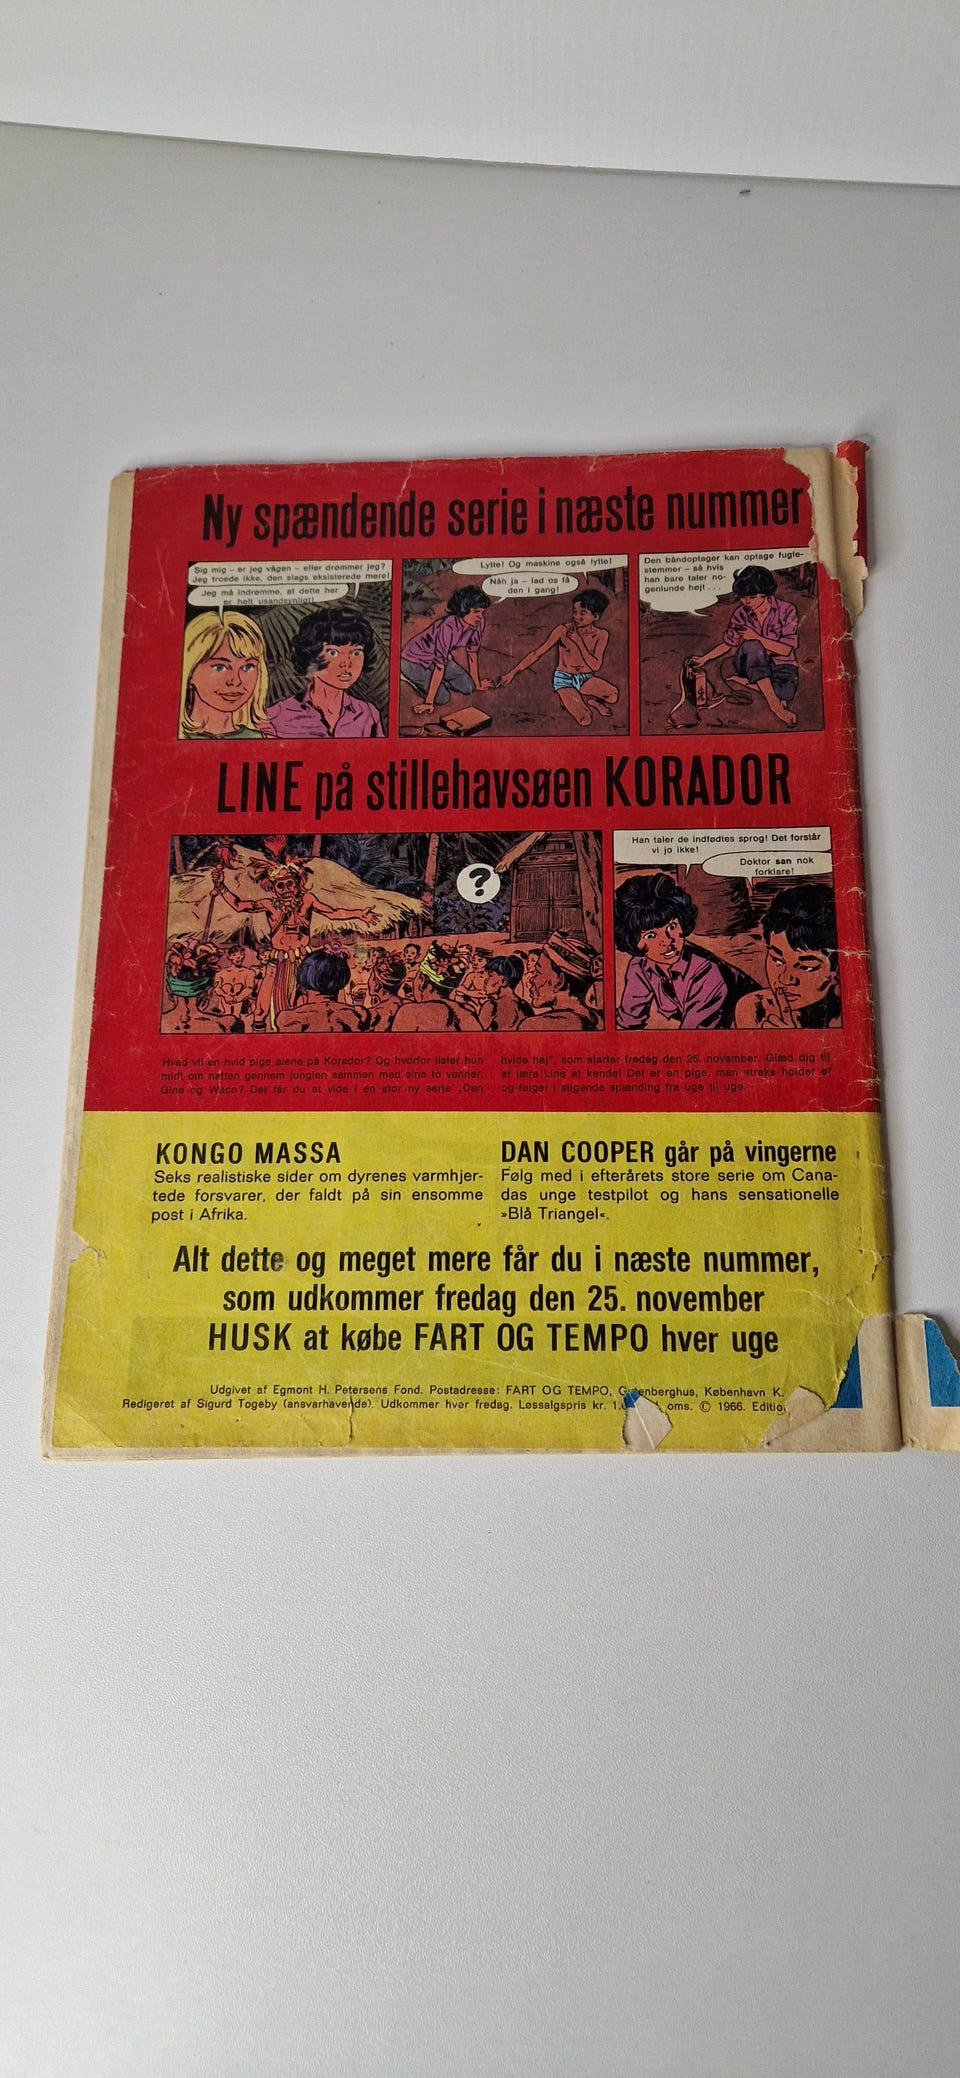 Ny spændende serie i næste nummer
Sig mig – er jeg vågen – eller drømmer jeg?
Jeg troede ikke, den slags eksisterede mere!
Jeg må indrømme, at dette her
er helt usandsynligt!
Lytte! Og maskine også lytte!
Nåh ja – lad os få
den i gang!
Den båndoptager kan optage fugle-
stemmer – så hvis
han bare taler no-
genlunde højt . . .
LINE på stillehavsøen KORADOR
?
Han taler de indfødtes sprog! Det forstår
vi jo ikke!
Doktor san nok
forklare!
Hvad vil en hvid pige alene på Korador? Og hvorfor lister hun
midt om natten gennem junglen sammen med sine to venner,
Gina og Waco? Det får du at vide i en stor ny serie „Den
hvide haj", som starter fredag den 25. november. Glæd dig til
at lære Line at kende! Det er en pige, man straks holder af
og følger i stigende spænding fra uge til uge.
KONGO MASSA
Seks realistiske sider om dyrenes varmhjer-
tede forsvarer, der faldt på sin ensomme
post i Afrika.
DAN COOPER går på vingerne
Følg med i efterårets store serie om Cana-
das unge testpilot og hans sensationelle
»Blå Triangel«.
Alt dette og meget mere får du i næste nummer,
som udkommer fredag den 25. november
HUSK at købe FART OG TEMPO hver uge
Udgivet af Egmont H. Petersens Fond. Postadresse: FART OG TEMPO, Gutenberghus, København K.
Redigeret af Sigurd Togeby (ansvarhavende). Udkommer hver fredag. Løssalgspris kr. oms. © 1966.